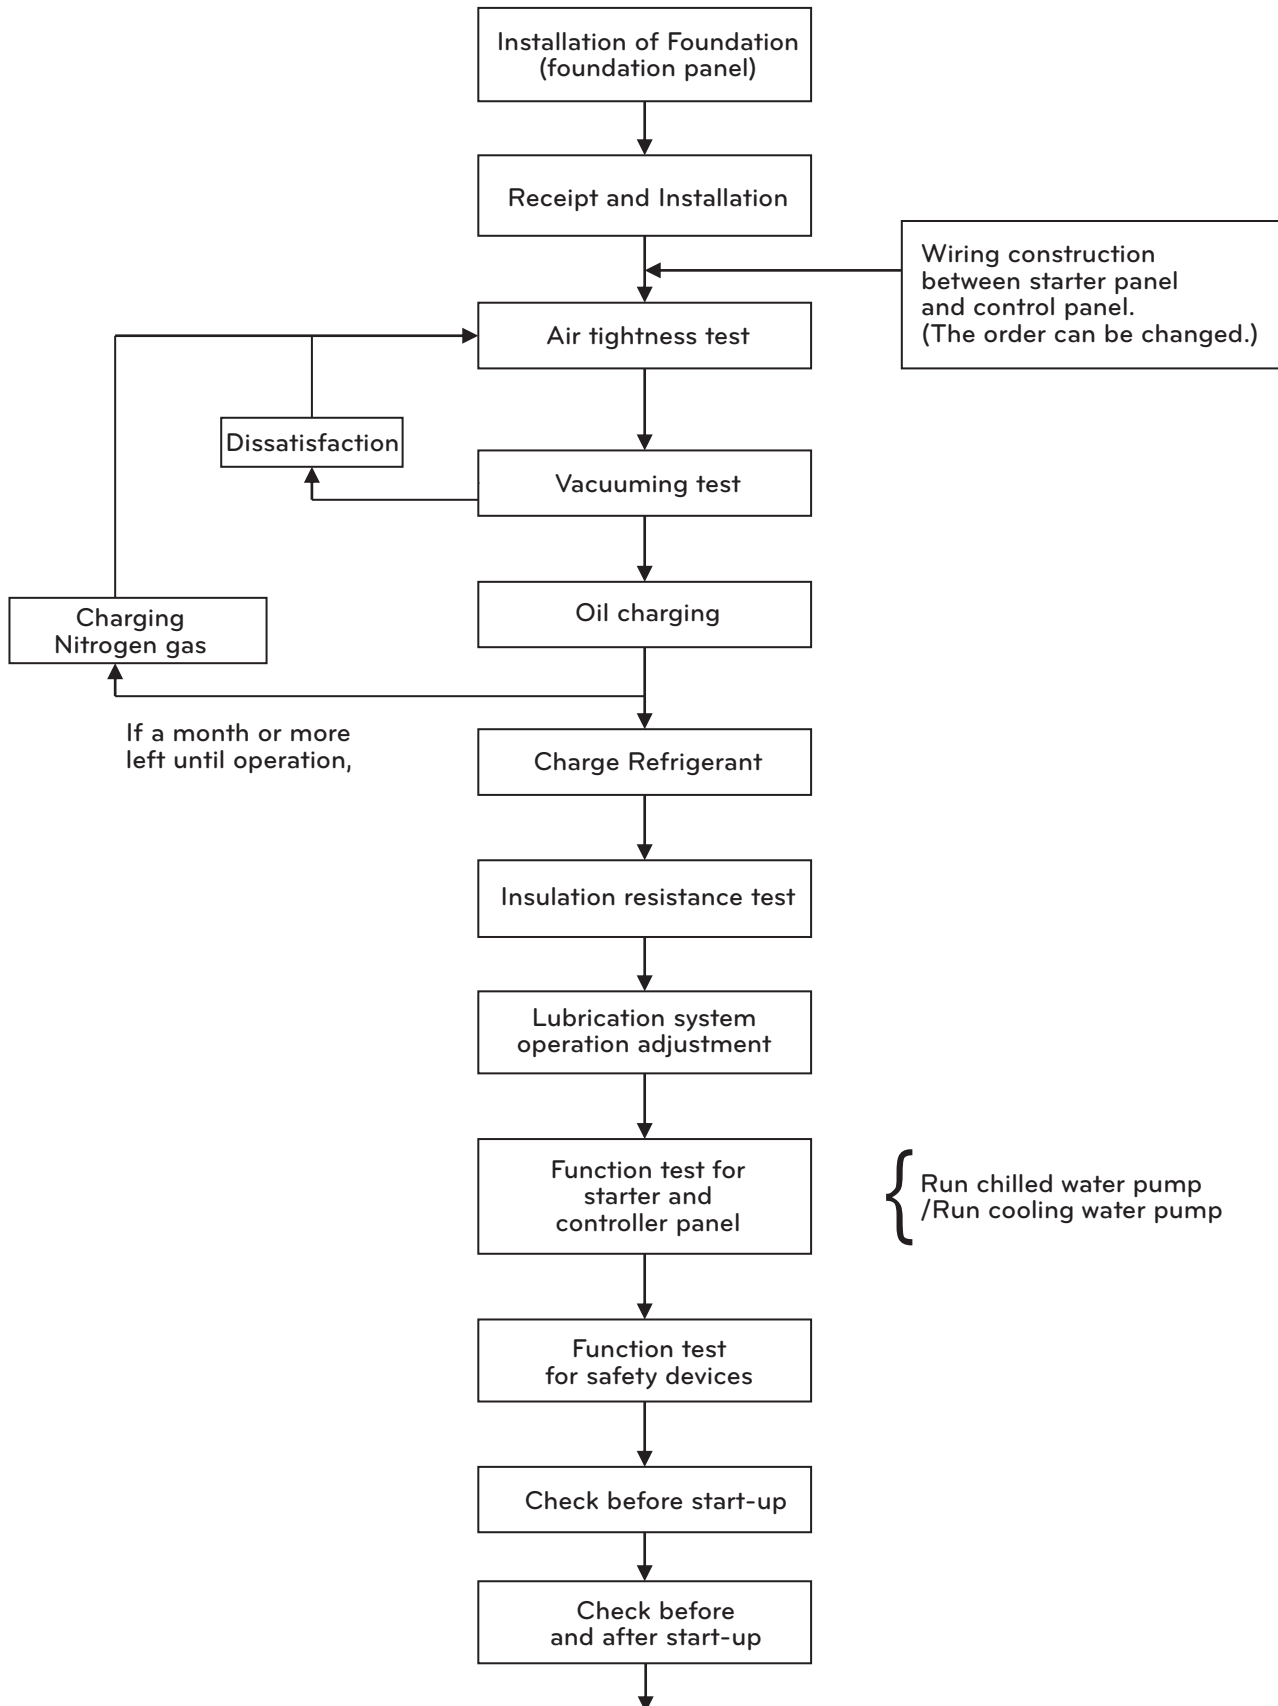 Installation of Foundation
(foundation panel)
Receipt and Installation
Wiring construction
between starter panel
and control panel.
(The order can be changed.)
Air tightness test
Dissatisfaction
Vacuuming test
Oil charging
Charging
Nitrogen gas
If a month or more
left until operation,
Charge Refrigerant
Insulation resistance test
Lubrication system
operation adjustment
Function test for
starter and
controller panel
Run chilled water pump
/Run cooling water pump
Function test
for safety devices
Check before start-up
Check before
and after start-up